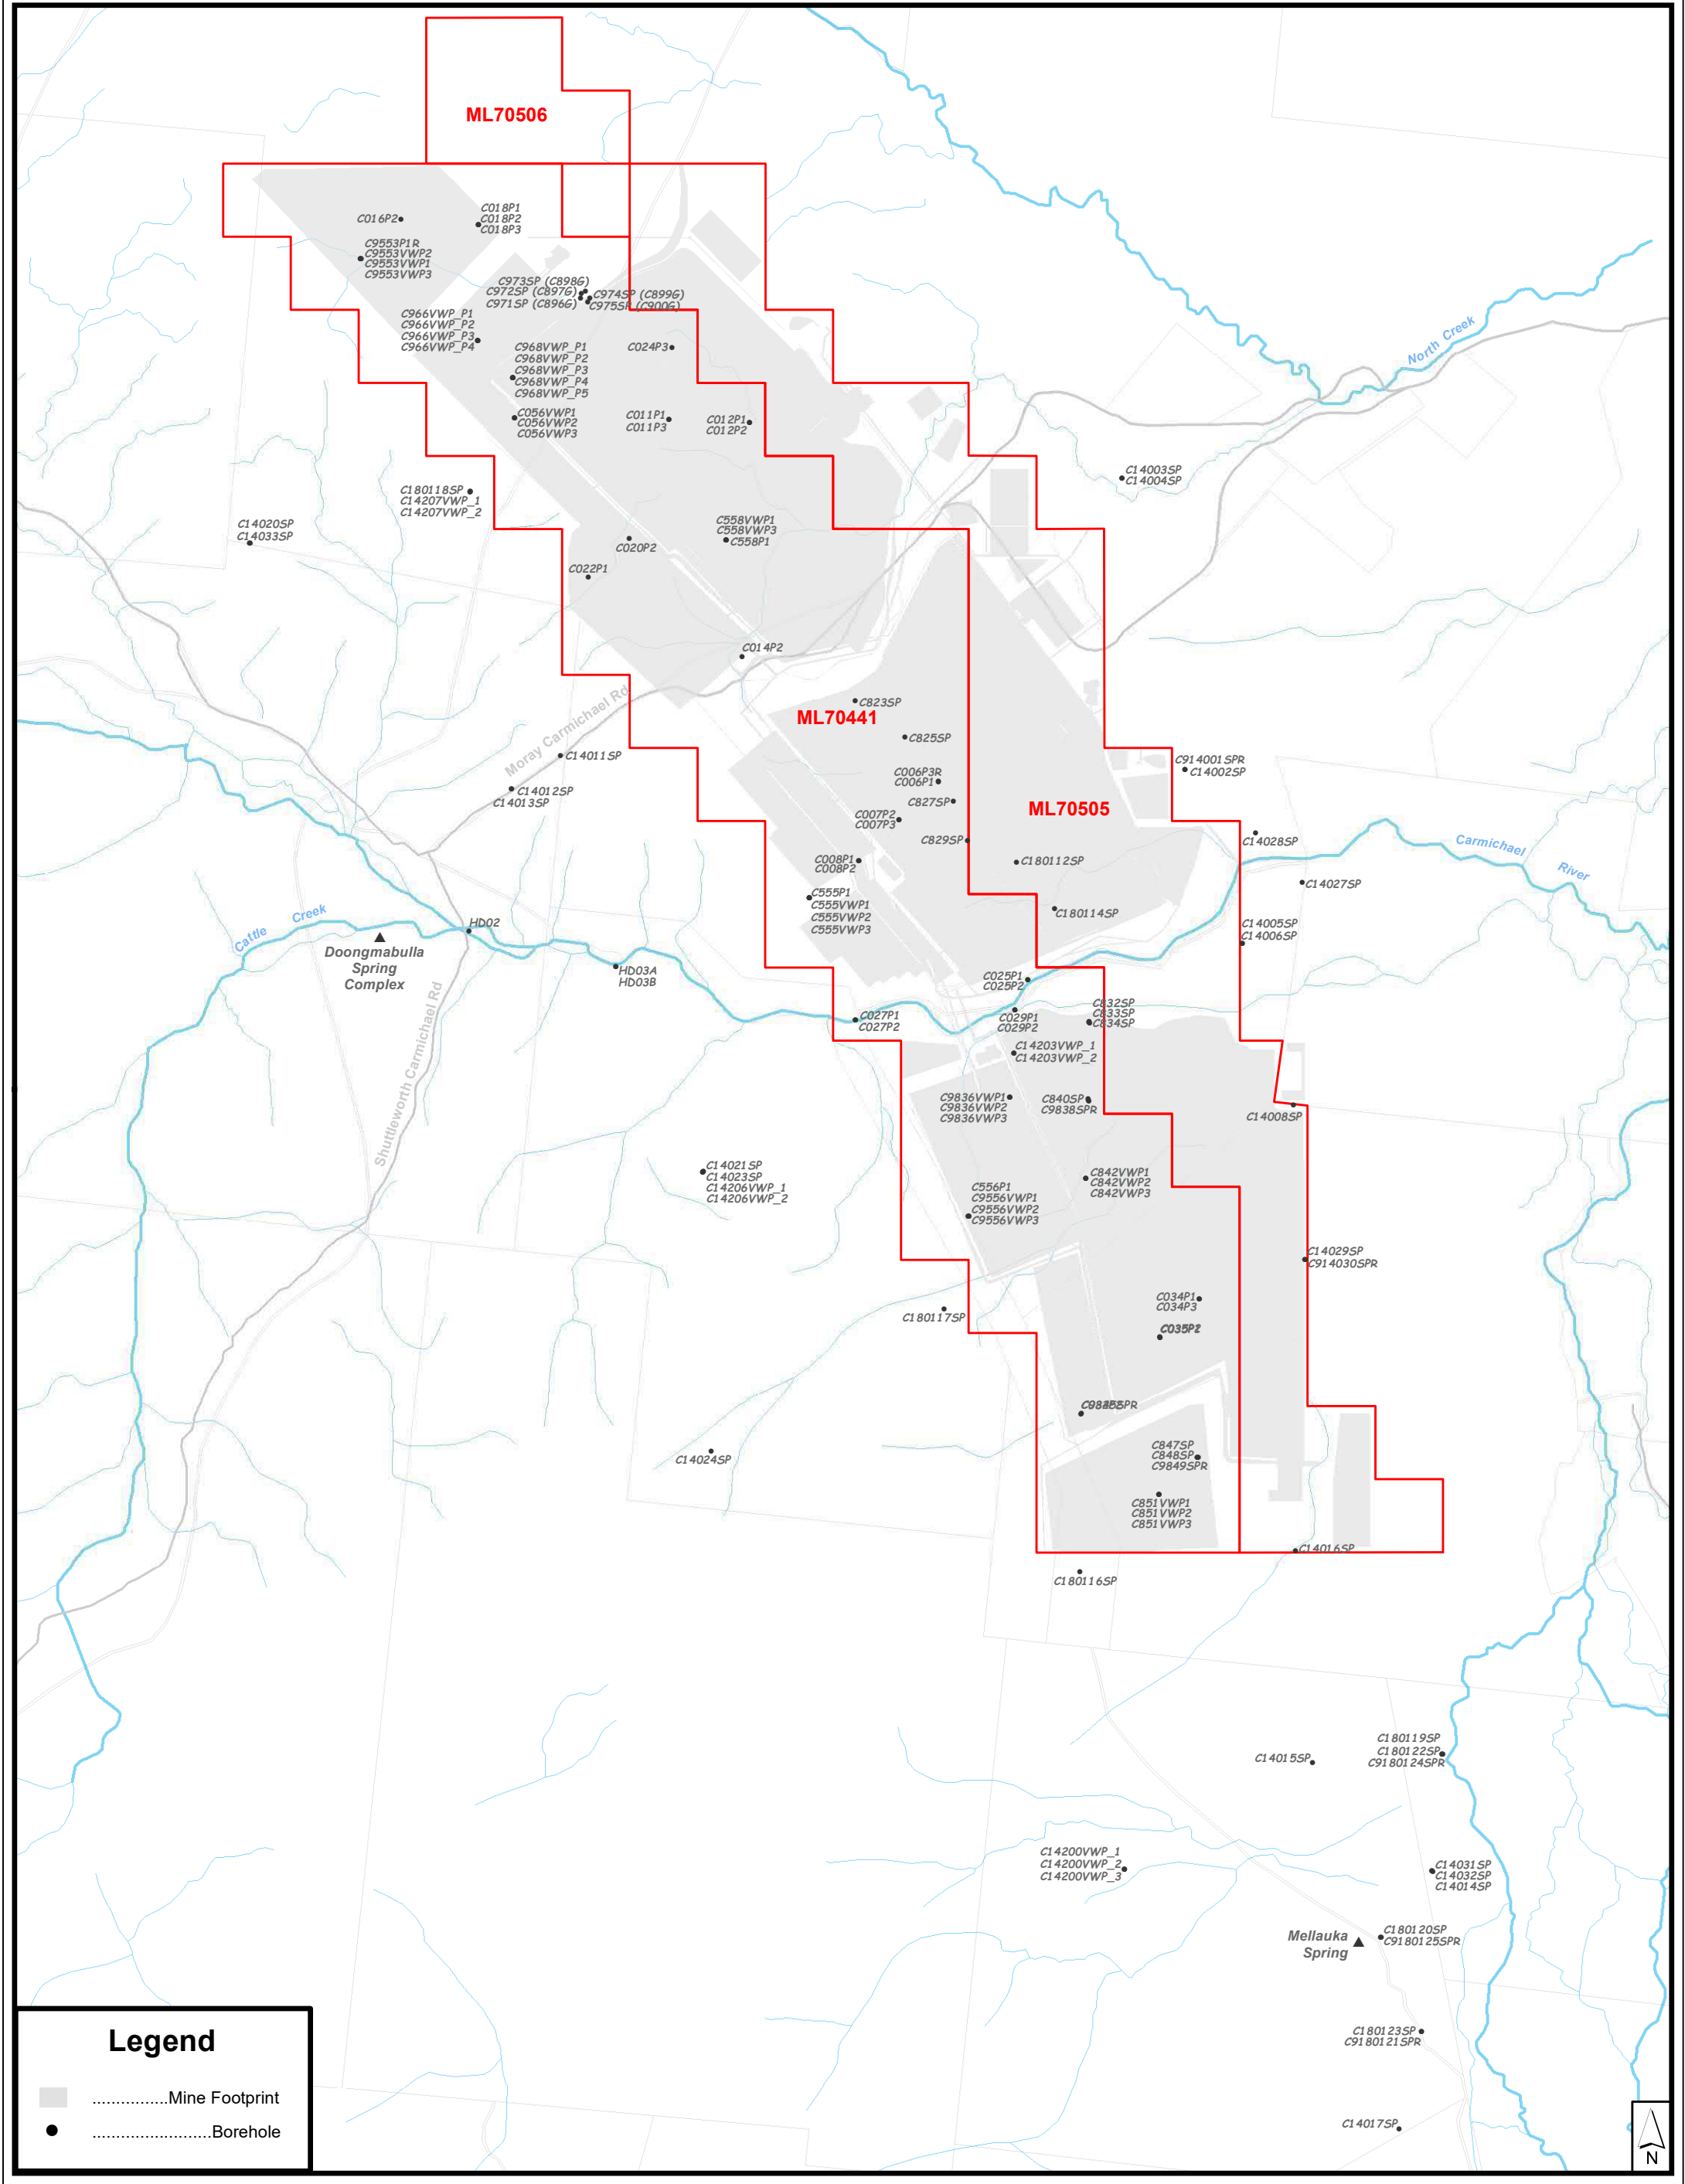 ML70506
C016P2
C018P1
C018P2
C018P3
C9553P1R
C9553VWP2
C9553VWP1
C9553VWP3
C973SP (C898G)
C972SP (C897G)
C971SP (C896G)
C974SP (C899G)
C975SP (C900G)
C966VWP_P1
C966VWP_P2
C966VWP_P3
C966VWP_P4
C968VWP_P1
C968VWP_P2
C968VWP_P3
C968VWP_P4
C968VWP_P5
C024P3
North Creek
C056VWP1
C056VWP2
C056VWP3
C011P1
C011P3
C012P1
C012P2
C14003SP
C14004SP
C180118SP
C14207VWP_1
C14207VWP_2
C14020SP
C14033SP
C558VWP1
C558VWP3
C558P1
C020P2
C022P1
C014P2
Moray Carmichael Rd
C823SP
ML70441
C825SP
C14011SP
C14012SP
C14013SP
C914001SPR
C14002SP
C006P3R
C006P1
C827SP
ML70505
C007P2
C007P3
C829SP
C14028SP
Carmichael River
C008P1
C008P2
C180112SP
C14027SP
C555P1
C555VWP1
C555VWP2
C555VWP3
C180114SP
Cattle Creek
HD02
C14005SP
C14006SP
Doongmabulla
Spring
Complex
HD03A
HD03B
C025P1
C025P2
C027P1
C027P2
C029P1
C029P2
C832SP
C833SP
C834SP
C14203VWP_1
C14203VWP_2
Shuttleworth Carmichael Rd
C9836VWP1
C9836VWP2
C9836VWP3
C840SP
C9838SPR
C14008SP
C14021SP
C14023SP
C14206VWP_1
C14206VWP_2
C842VWP1
C842VWP2
C842VWP3
C556P1
C9556VWP1
C9556VWP2
C9556VWP3
C14029SP
C914030SPR
C034P1
C034P3
C180117SP
C847SP
C848SP
C9849SPR
C14024SP
C851VWP1
C851VWP2
C851VWP3
C14016SP
C180116SP
C14015SP
C180119SP
C180122SP
C9180124SPR
C14200VWP_1
C14200VWP_2
C14200VWP_3
C14031SP
C14032SP
C14014SP
Mellauka
Spring
C180120SP
C9180125SPR
C180123SP
C9180121SPR
C14017SP
Legend
................Mine Footprint
.........................Borehole
N